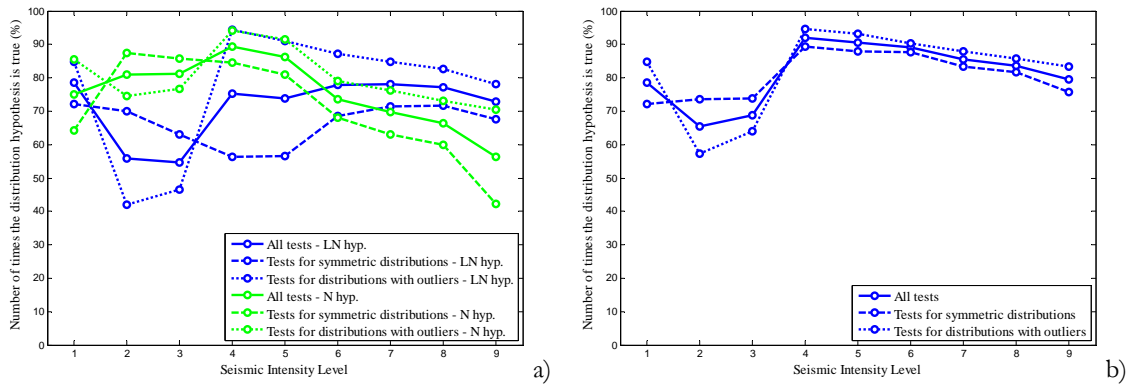 Number of times the distribution hypothesis is true (%)
100
90
80
70
60
50
40
30
20
10
0
All tests - LN hyp.
Tests for symmetric distributions - LN hyp.
Tests for distributions with outliers - LN hyp.
All tests - N hyp.
Tests for symmetric distributions - N hyp.
Tests for distributions with outliers - N hyp.
1 2 3 4 5 6 7 8 9
Seismic Intensity Level
a)
Number of times the distribution hypothesis is true (%)
100
90
80
70
60
50
40
30
20
10
0
All tests
Tests for symmetric distributions
Tests for distributions with outliers
1 2 3 4 5 6 7 8 9
Seismic Intensity Level
b)